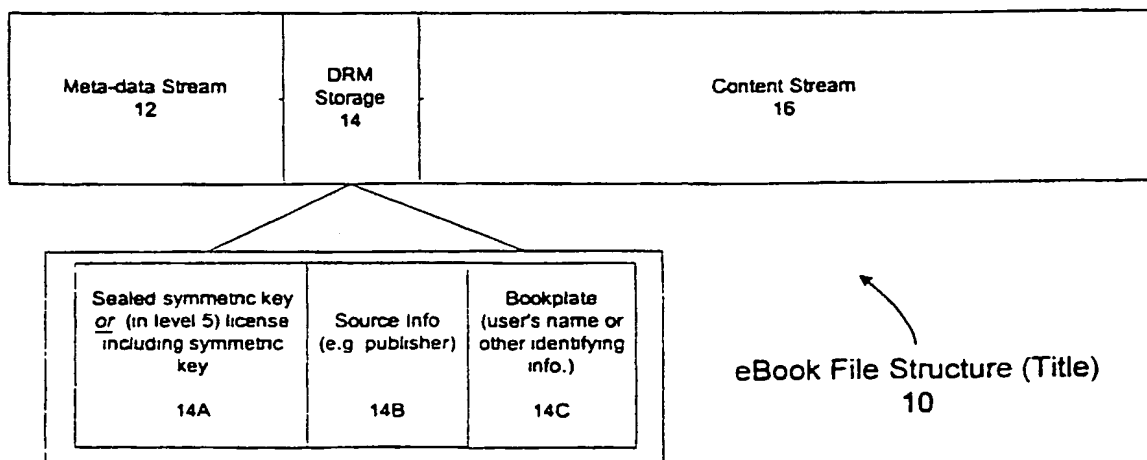 Meta-data Stream
12
DRM
Storage
14
Content Stream
16
Sealed symmetric key
or (in level 5) license
including symmetric
key
14A
Source Info
(e.g publisher)
14B
Bookplate
(user's name or
other identifying
info.)
14C
eBook File Structure (Title)
10